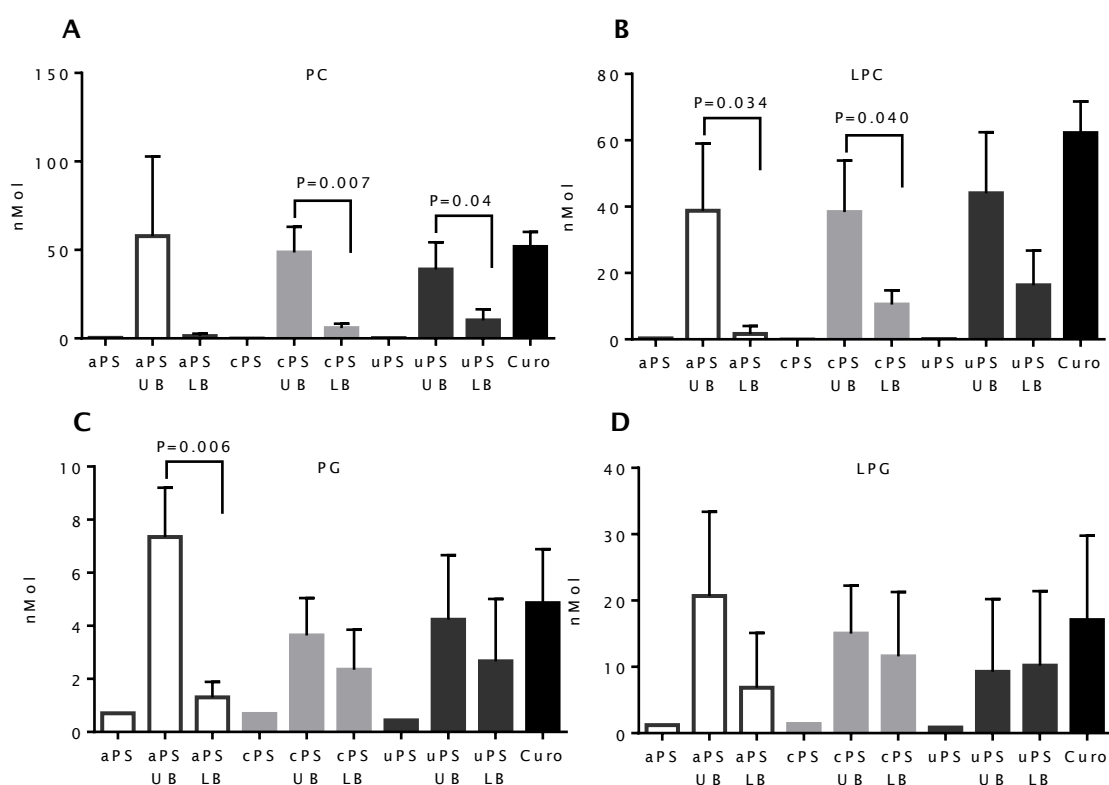 A
PC
150
100
50
0
nMol
P=0.007
P=0.04
aPS aPS aPS cPS cPS cPS uPS uPS uPS Curo
UB LB UB LB UB LB
B
LPC
80
60
40
20
0
nMol
P=0.034
P=0.040
aPS aPS aPS cPS cPS cPS uPS uPS uPS Curo
UB LB UB LB UB LB
C
P=0.006
PG
10
8
6
4
2
0
nMol
aPS aPS aPS cPS cPS cPS uPS uPS uPS Curo
UB LB UB LB UB LB
D
LPG
40
30
20
10
0
nMol
aPS aPS aPS cPS cPS cPS uPS uPS uPS Curo
UB LB UB LB UB LB